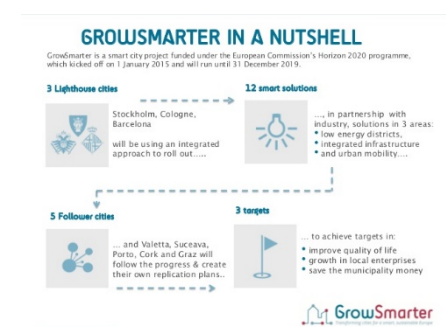 GROWSMARTER IN A NUTSHELL
GrowSmarter is a smart city project funded under the European Commission's Horizon 2020 programme,
which kicked off on 1 January 2015 and will run until 31 December 2019.
3 Lighthouse cities
Stockholm, Cologne,
Barcelona
will be using an integrated
approach to roll out.....
12 smart solutions
..., in partnership with
industry, solutions in 3 areas:
• low energy districts,
• integrated infrastructure
• and urban mobility....
5 Follower cities
... and Valetta, Suceava,
Porto, Cork and Graz will
follow the progress & create
their own replication plans..
3 targets
... to achieve targets in:
• improve quality of life
• growth in local enterprises
• save the municipality money
GrowSmarter